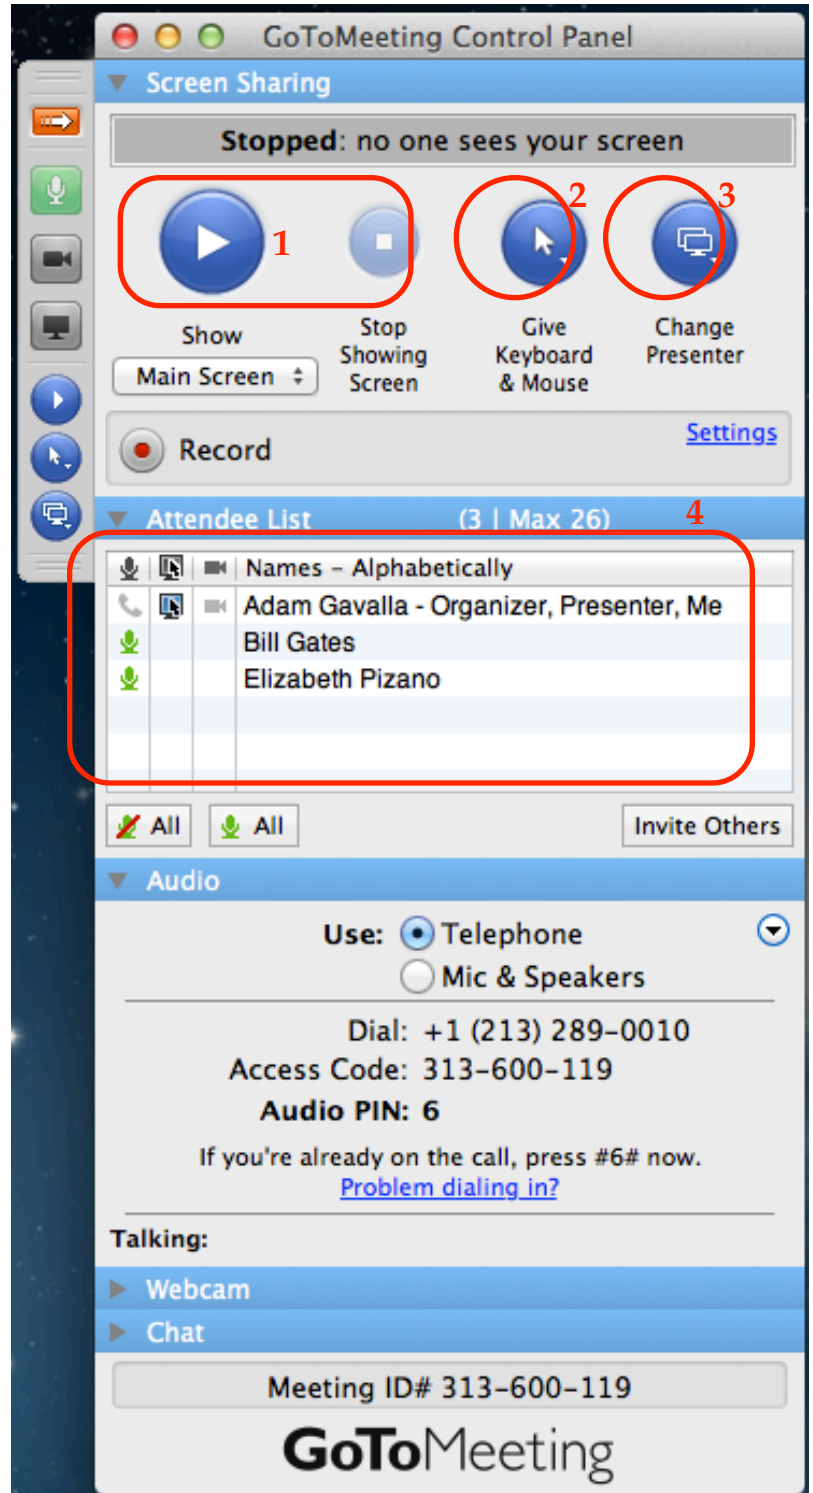 GoToMeeting Control Panel
Screen Sharing
Stopped: no one sees your screen
1
2
3
Show
Main Screen
Stop
Showing
Screen
Give
Keyboard
& Mouse
Change
Presenter
Record
Settings
Attendee List (3 | Max 26)
4
Names – Alphabetically
Adam Gavalla - Organizer, Presenter, Me
Bill Gates
Elizabeth Pizano
All
All
Invite Others
Audio
Use: Telephone
Mic & Speakers
Dial: +1 (213) 289–0010
Access Code: 313–600–119
Audio PIN: 6
If you're already on the call, press #6# now.
Problem dialing in?
Talking:
Webcam
Chat
Meeting ID# 313–600–119
GoToMeeting